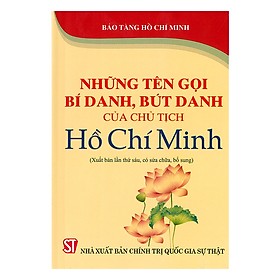 BẢO TÀNG HỒ CHÍ MINH
NHỮNG TÊN GỌI
BÍ DANH, BÚT DANH
CỦA CHỦ TỊCH
Hồ Chí Minh
(Xuất bản lần thứ sáu, có sửa chữa, bổ sung)
ST
NHÀ XUẤT BẢN CHÍNH TRỊ QUỐC GIA SỰ THẬT